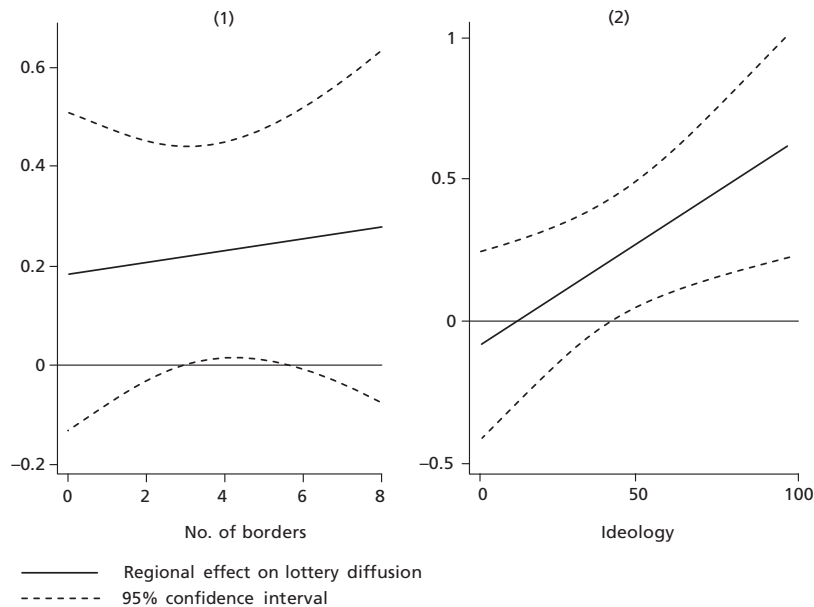 (1)
0.6
0.4
0.2
0
–0.2
0 2 4 6 8
No. of borders
(2)
1
0.5
0
–0.5
0 50 100
Ideology
Regional effect on lottery diffusion
95% confidence interval